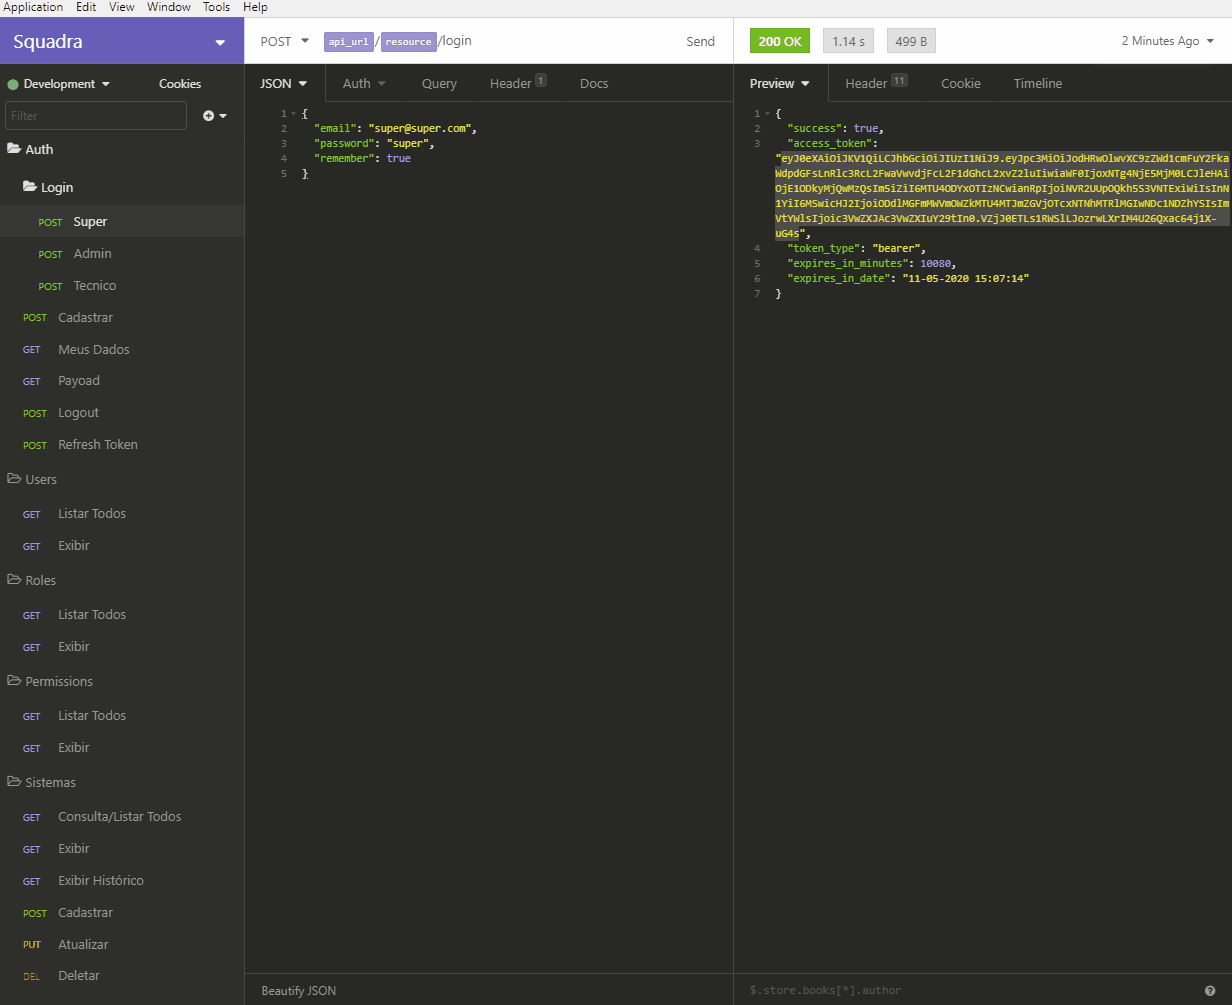 Application Edit View Window Tools Help
Squadra
POST api_url/resource/login Send
200 OK 1.14 s 499 B 2 Minutes Ago
Development Cookies
JSON Auth Query Header 1 Docs
Preview Header 11 Cookie Timeline
Filter
Auth
Login
POST Super
POST Admin
POST Tecnico
POST Cadastrar
GET Meus Dados
GET Payoad
POST Logout
POST Refresh Token
Users
GET Listar Todos
GET Exibir
Roles
GET Listar Todos
GET Exibir
Permissions
GET Listar Todos
GET Exibir
Sistemas
GET Consulta/Listar Todos
GET Exibir
GET Exibir Histórico
POST Cadastrar
PUT Atualizar
DEL Deletar
1 {
2 "email": "super@super.com",
3 "password": "super",
4 "remember": true
5 }
Beautify JSON
1 {
2 "success": true,
3 "access_token":
4 "token_type": "bearer",
5 "expires_in_minutes": 10080,
6 "expires_in_date": "11-05-2020 15:07:14"
7 }
$.store.books[*].author